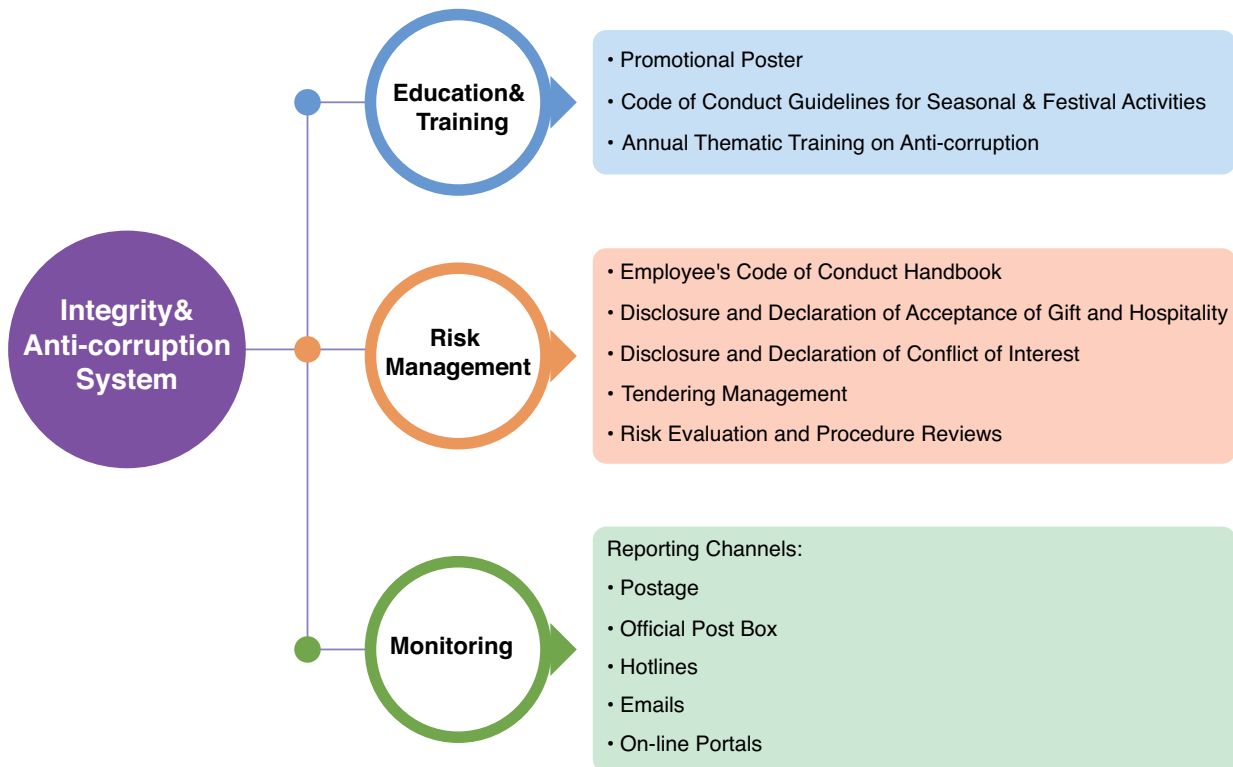 Integrity&
Anti-corruption
System
Education&
Training
• Promotional Poster
• Code of Conduct Guidelines for Seasonal & Festival Activities
• Annual Thematic Training on Anti-corruption
Risk
Management
• Employee's Code of Conduct Handbook
• Disclosure and Declaration of Acceptance of Gift and Hospitality
• Disclosure and Declaration of Conflict of Interest
• Tendering Management
• Risk Evaluation and Procedure Reviews
Monitoring
Reporting Channels:
• Postage
• Official Post Box
• Hotlines
• Emails
• On-line Portals